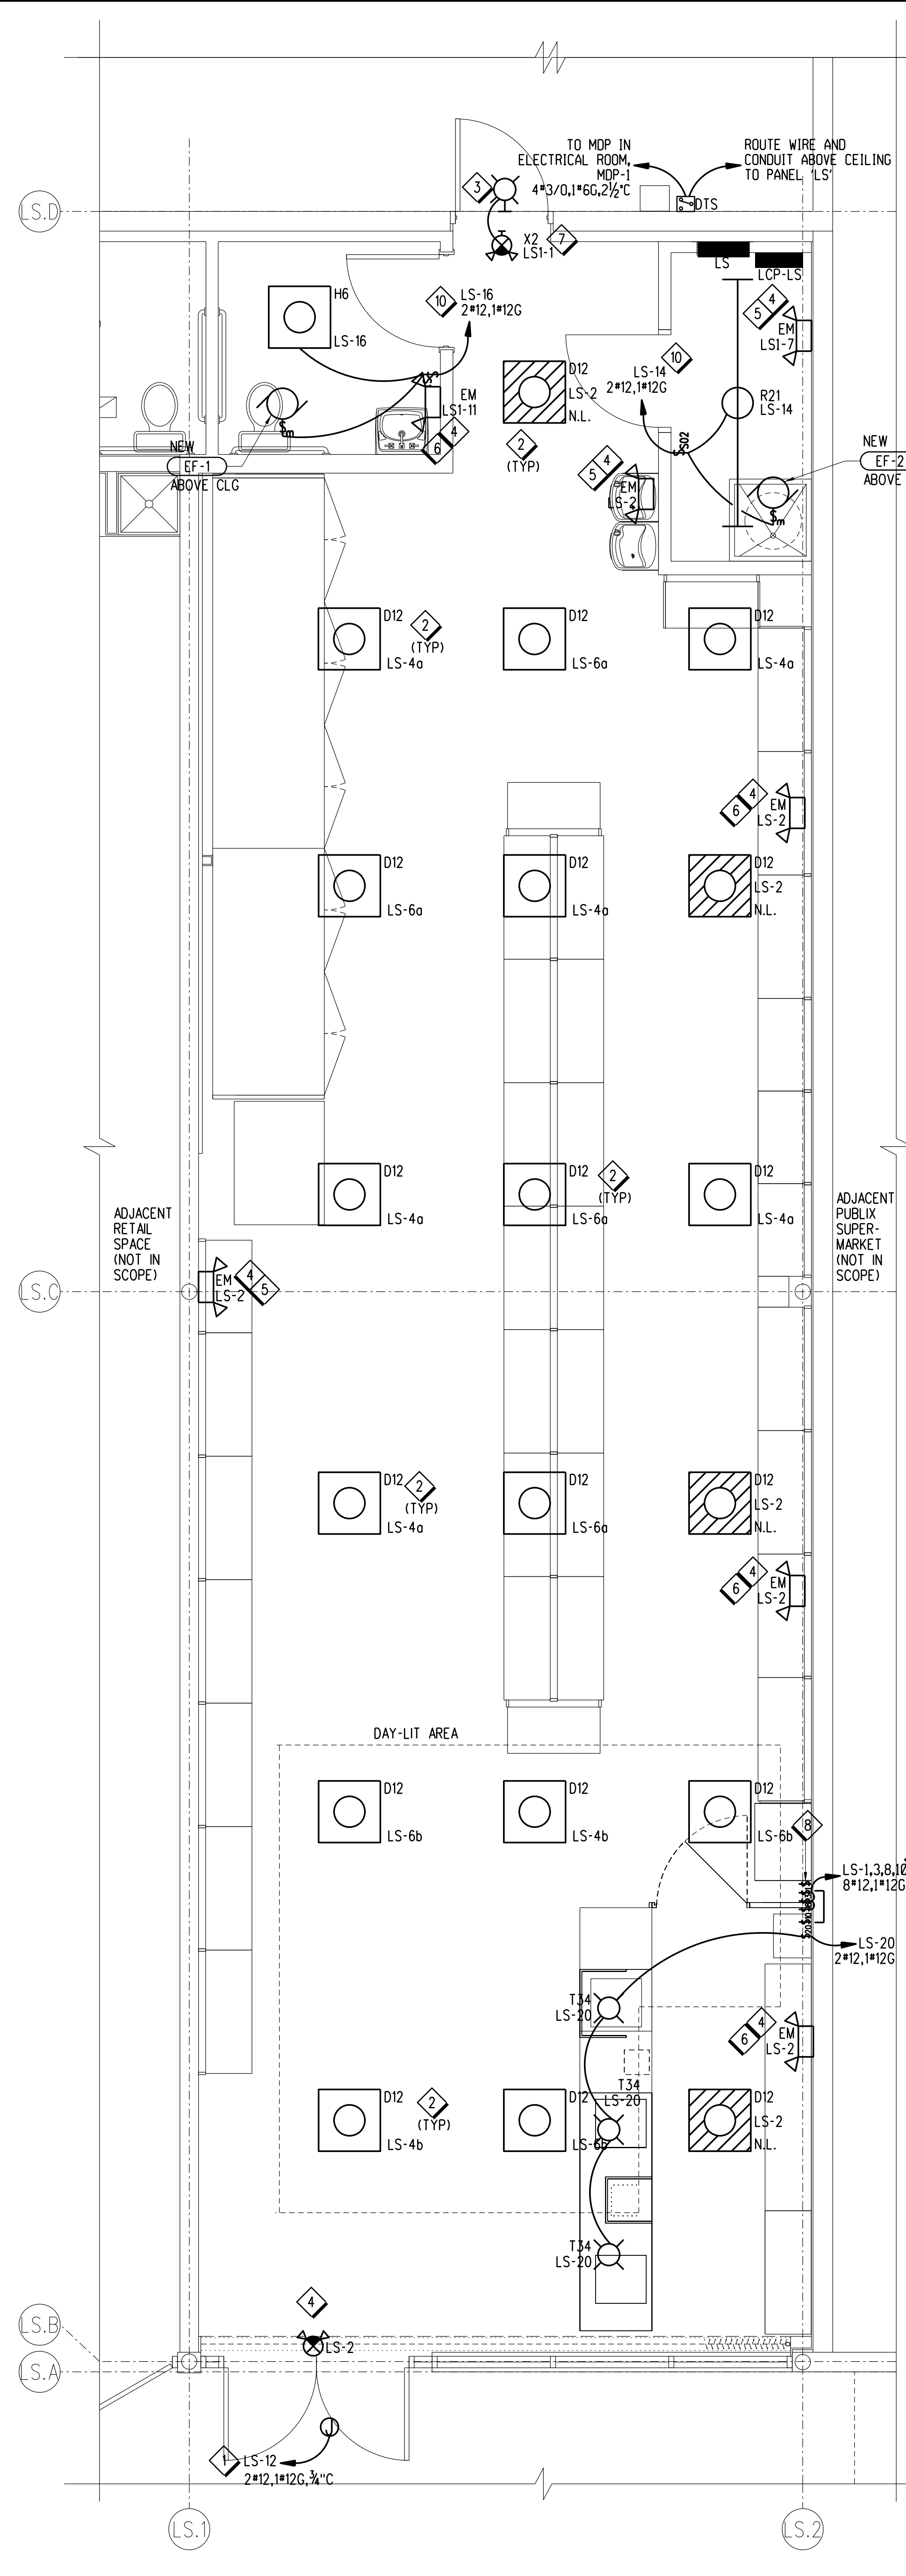 TO MDP IN
ELECTRICAL ROOM,
MDP-1
4#3/0,1#6G,2½"C
ROUTE WIRE AND
CONDUIT ABOVE CEILING
TO PANEL 'LS'
DTS
LS.D
3
X2
LS1-1
7
LS
LCP-LS
H6
LS-16
10
LS-16
2#12,1#12G
4
5
EM
LS1-7
10
LS-14
2#12,1#12G
D12
LS-2
N.L.
EM
LS1-11
4
6
R21
LS-14
2
(TYP)
NEW
EF-1
ABOVE CLG
$m
4
5
EM
LS-2
NEW
EF-2
ABOVE
$m
D12
LS-4a
2
(TYP)
D12
LS-6a
D12
LS-4a
4
6
EM
LS-2
D12
LS-6a
D12
LS-4a
D12
LS-2
N.L.
D12
LS-4a
D12
LS-6a
2
(TYP)
D12
LS-4a
ADJACENT
RETAIL
SPACE
(NOT IN
SCOPE)
ADJACENT
PUBLIX
SUPER-
MARKET
(NOT IN
SCOPE)
LS.C
EM
LS-2
4
5
D12
LS-4a
2
(TYP)
D12
LS-6a
D12
LS-2
N.L.
4
6
EM
LS-2
DAY-LIT AREA
D12
LS-6b
D12
LS-4b
D12
LS-6b
8
LS-1,3,8,10
8#12,1#12G
LS-20
2#12,1#12G
T34
LS-20
4
6
EM
LS-2
T34
LS-20
D12
LS-4b
2
(TYP)
D12
LS-6b
D12
LS-2
N.L.
T34
LS-20
4
LS-2
LS.B
LS.A
1
LS-12
2#12,1#12G,¾"C
LS.1
LS.2